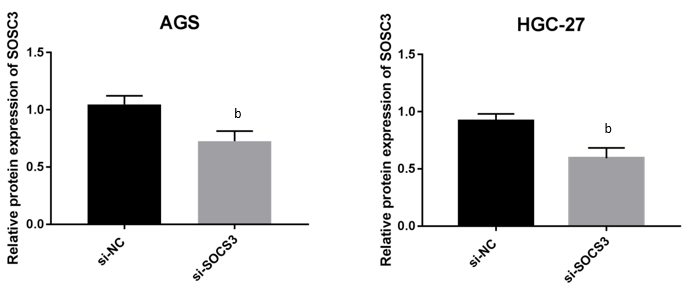 AGS
Relative protein expression of SOSC3
1.5
1.0
0.5
0.0
b
si-NC
si-SOCS3
HGC-27
Relative protein expression of SOSC3
1.5
1.0
0.5
0.0
b
si-NC
si-SOCS3